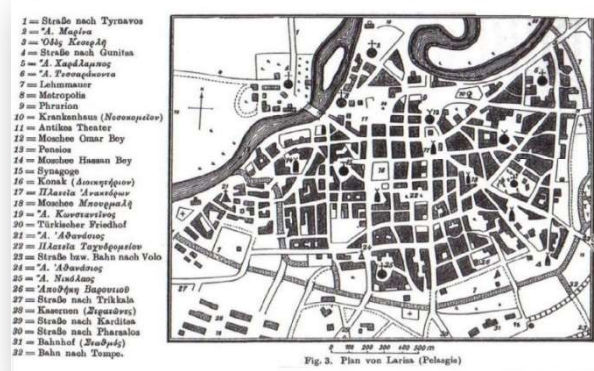 1 = Straße nach Tyrnavos
2 = Ἁ. Μαρίνα
3 = Ὁδὸς Κεσερλῆ
4 = Straße nach Gunitsa
5 = Ἁ. Χαράλαμπος
6 = Ἁ. Τεσσαράκοντα
7 = Lehmmauer
8 = Metropolis
9 = Phrurion
10 = Krankenhaus (Νοσοκομεῖον)
11 = Antikes Theater
12 = Moschee Omar Bey
13 = Pensios
14 = Moschee Hassan Bey
15 = Synagoge
16 = Konak (Διοικητήριον)
17 = Πλατεῖα Ἀνακτόρων
18 = Moschee Μπουρμαλῆ
19 = Ἁ. Κωνσταντῖνος
20 = Türkischer Friedhof
21 = Ἁ. Ἀθανάσιος
22 = Πλατεῖα Ταχυδρομείου
23 = Straße bzw. Bahn nach Volo
24 = Ἁ. Ἀθανάσιος
25 = Ἁ. Νικόλαος
26 = Ἀποθήκη Βαρουτιοῦ
27 = Straße nach Trikkala
28 = Kasernen (Στρατῶνες)
29 = Straße nach Karditsa
30 = Straße nach Pharsalos
31 = Bahnhof (Σταθμός)
32 = Bahn nach Tempe.
0 100 200 300 400 500 m
Fig. 3. Plan von Larisa (Pelasgie)